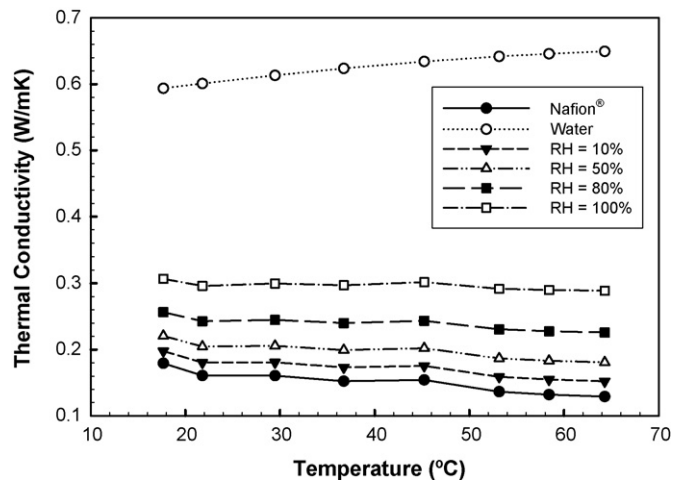 0.7
0.6
0.5
0.4
0.3
0.2
0.1
Thermal Conductivity (W/mK)
Nafion®
Water
RH = 10%
RH = 50%
RH = 80%
RH = 100%
10 20 30 40 50 60 70
Temperature (ºC)